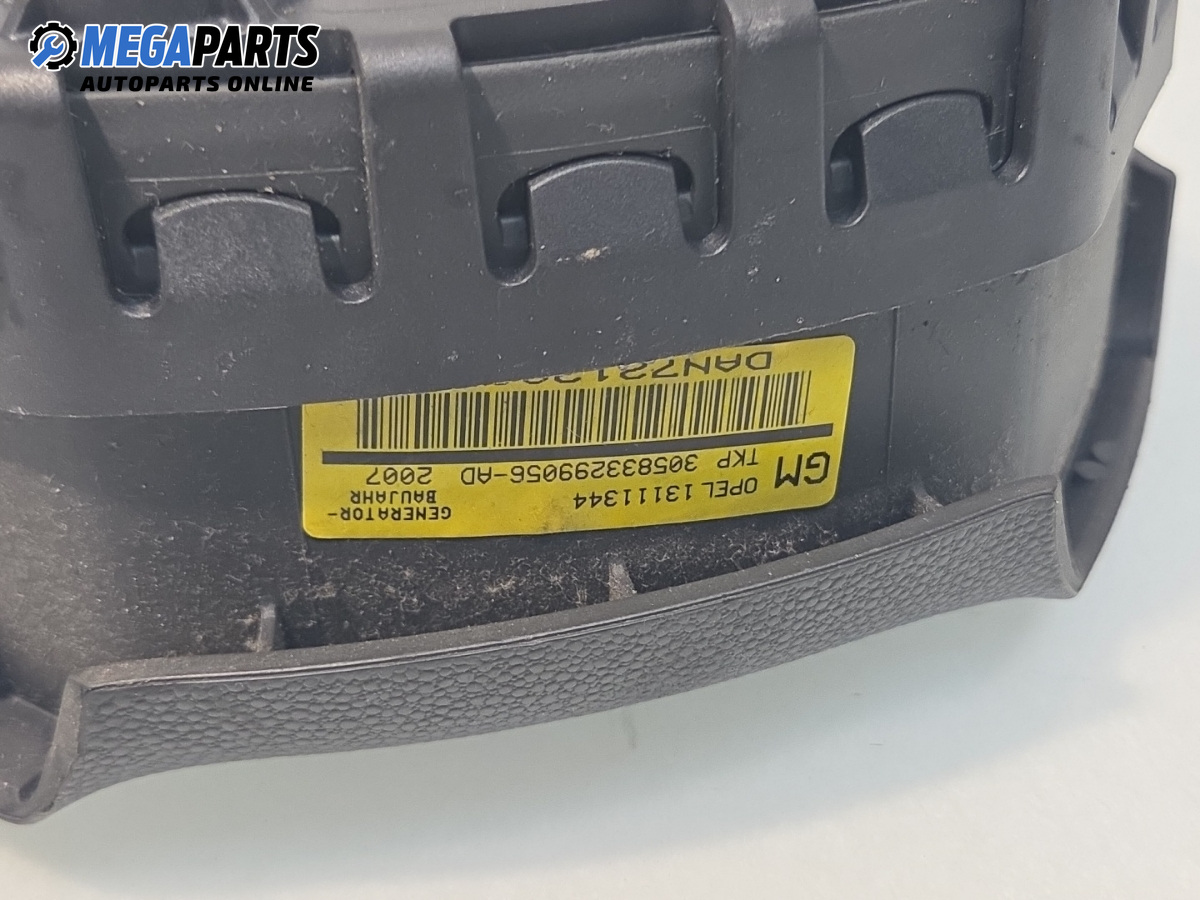 MEGAPARTS
AUTOPARTS ONLINE
OPEL 13111344
GM TKP 305833299056-AD
GENERATOR-
BAUJAHR
2007